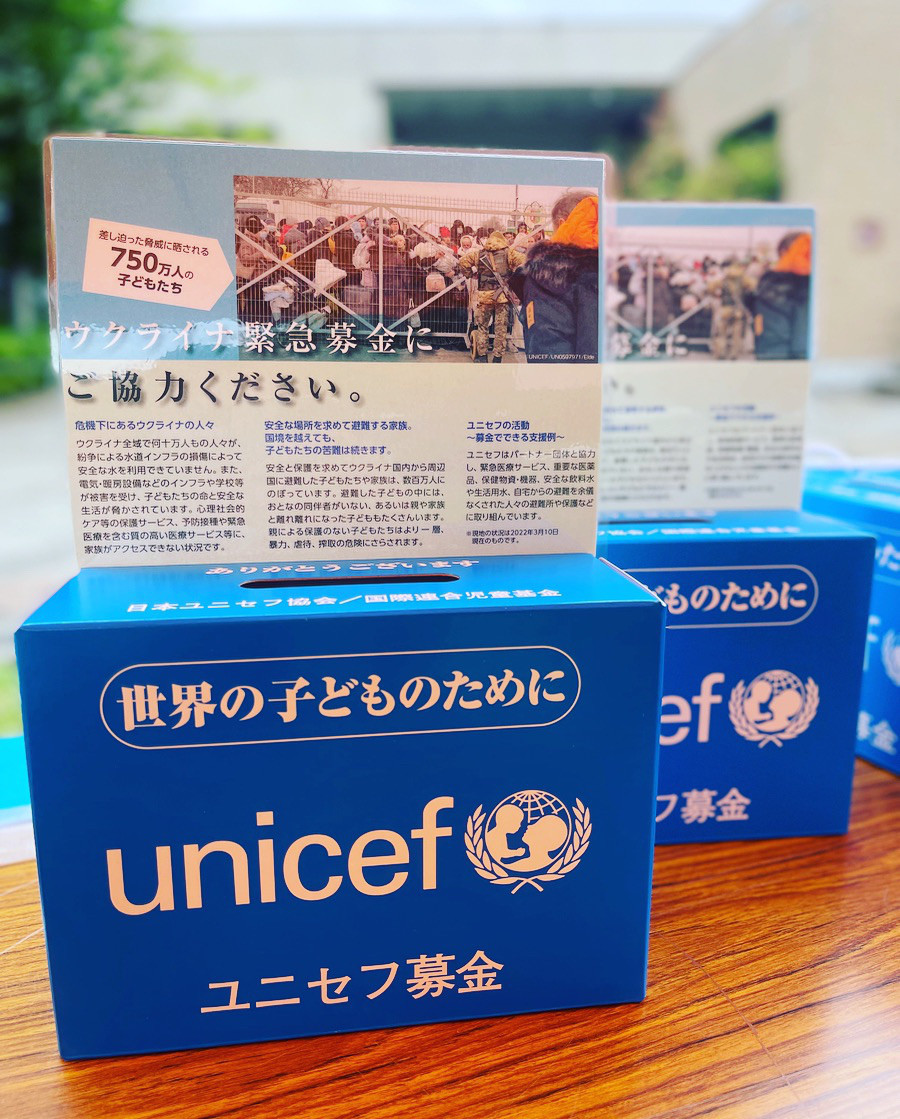 差し迫った脅威に晒される
750万人の
子どもたち
UNICEF/UN0597971/Elde
ウクライナ緊急募金に
ご協力ください。
危機下にあるウクライナの人々
ウクライナ全域で何十万人もの人々が、
紛争による水道インフラの損傷によって
安全な水を利用できていません。また、
電気・暖房設備などのインフラや学校等
が被害を受け、子どもたちの命と安全な
生活が脅かされています。心理社会的
ケア等の保護サービス、予防接種や緊急
医療を含む質の高い医療サービス等に、
家族がアクセスできない状況です。
安全な場所を求めて避難する家族。
国境を越えても、
子どもたちの苦難は続きます。
安全と保護を求めてウクライナ国内から周辺
国に避難した子どもたちや家族は、数百万人に
のぼっています。避難した子もの中には、
おとなの同伴者がいない、あるいは親や家族
と離れ離れになった子どももたくさんいます。
親による保護のない子どもたちはより一層、
暴力、虐待、搾取の危険にさらされます。
ユニセフの活動
～募金でできる支援例～
ユニセフはパートナー団体と協力
し、緊急医療サービス、重要な医薬
品、保健物資・機器、安全な飲料水
や生活用水、自宅からの避難を余儀
なくされた人々の避難所や保護など
に取り組んでいます。
※現地の状況は2022年3月10日
現在のものです。
ありがとうございます
日本ユニセフ協会／国際連合児童基金
世界の子どものために
unicef
ユニセフ募金
募金に
どものために
ef
フ募金